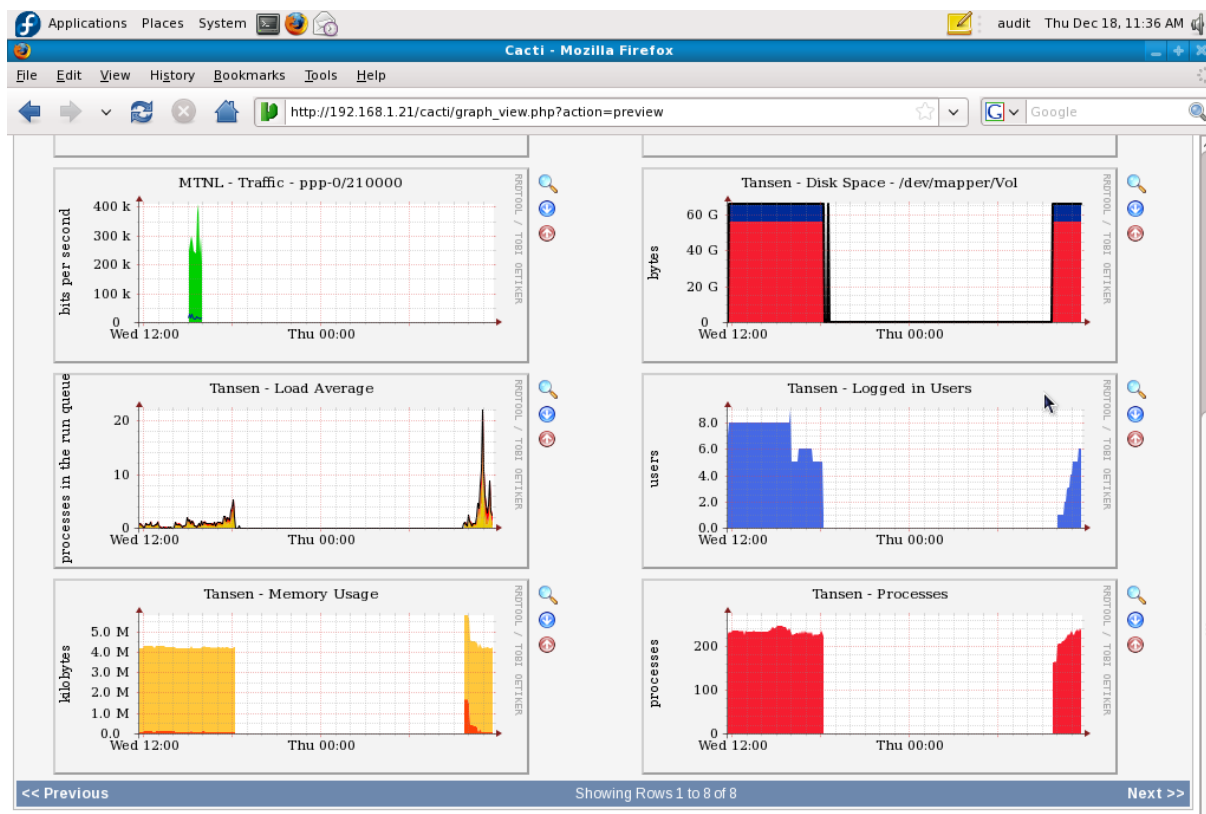 Applications Places System audit Thu Dec 18, 11:36 AM
Cacti - Mozilla Firefox
File Edit View History Bookmarks Tools Help
http://192.168.1.21/cacti/graph_view.php?action=preview G Google
MTNL - Traffic - ppp-0/210000
bits per second
400 k
300 k
200 k
100 k
0
Wed 12:00 Thu 00:00
RRDTOOL / TOBI OETIKER
Tansen - Disk Space - /dev/mapper/Vol
bytes
60 G
40 G
20 G
0
Wed 12:00 Thu 00:00
RRDTOOL / TOBI OETIKER
Tansen - Load Average
processes in the run queue
20
10
0
Wed 12:00 Thu 00:00
RRDTOOL / TOBI OETIKER
Tansen - Logged in Users
users
8.0
6.0
4.0
2.0
0.0
Wed 12:00 Thu 00:00
RRDTOOL / TOBI OETIKER
Tansen - Memory Usage
kilobytes
5.0 M
4.0 M
3.0 M
2.0 M
1.0 M
0.0
Wed 12:00 Thu 00:00
RRDTOOL / TOBI OETIKER
Tansen - Processes
processes
200
100
0
Wed 12:00 Thu 00:00
RRDTOOL / TOBI OETIKER
<< Previous Showing Rows 1 to 8 of 8 Next >>